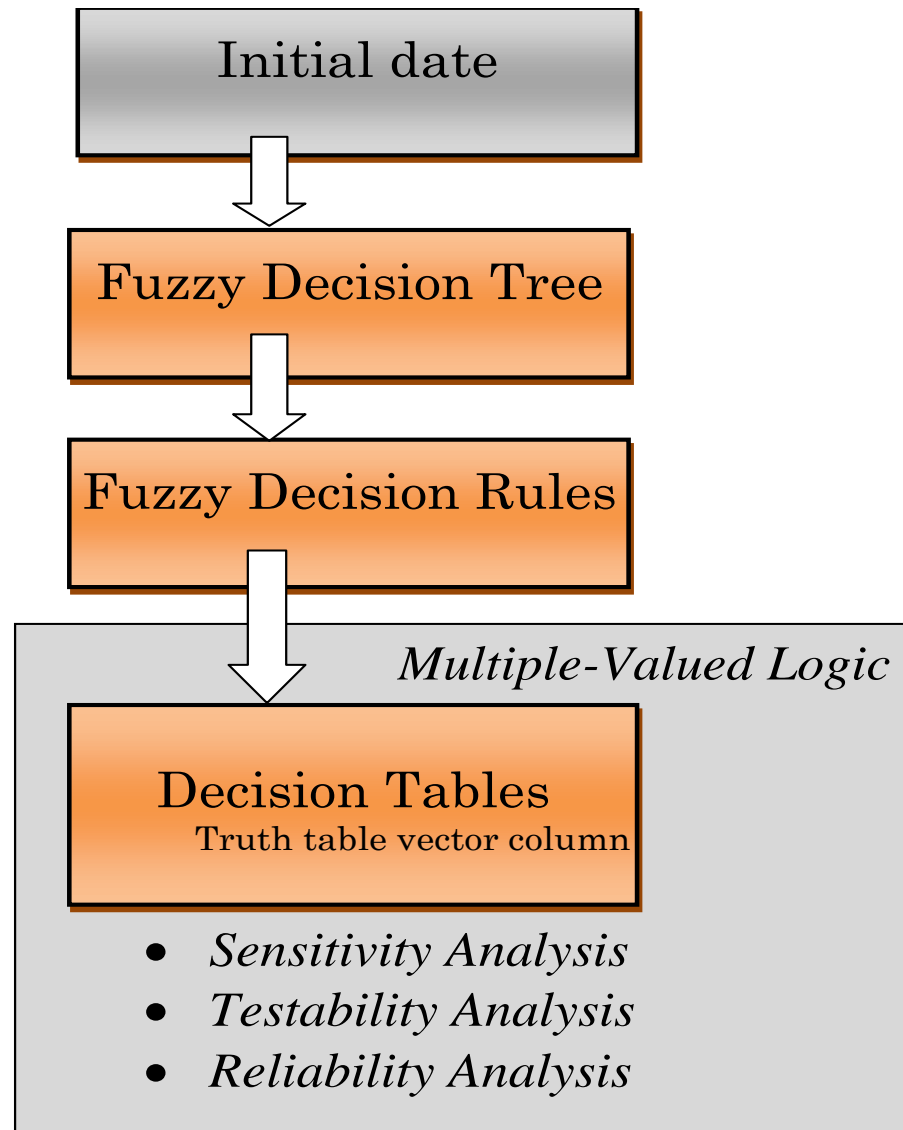 Initial date
Fuzzy Decision Tree
Fuzzy Decision Rules
Multiple-Valued Logic
Decision Tables
Truth table vector column
• Sensitivity Analysis
• Testability Analysis
• Reliability Analysis